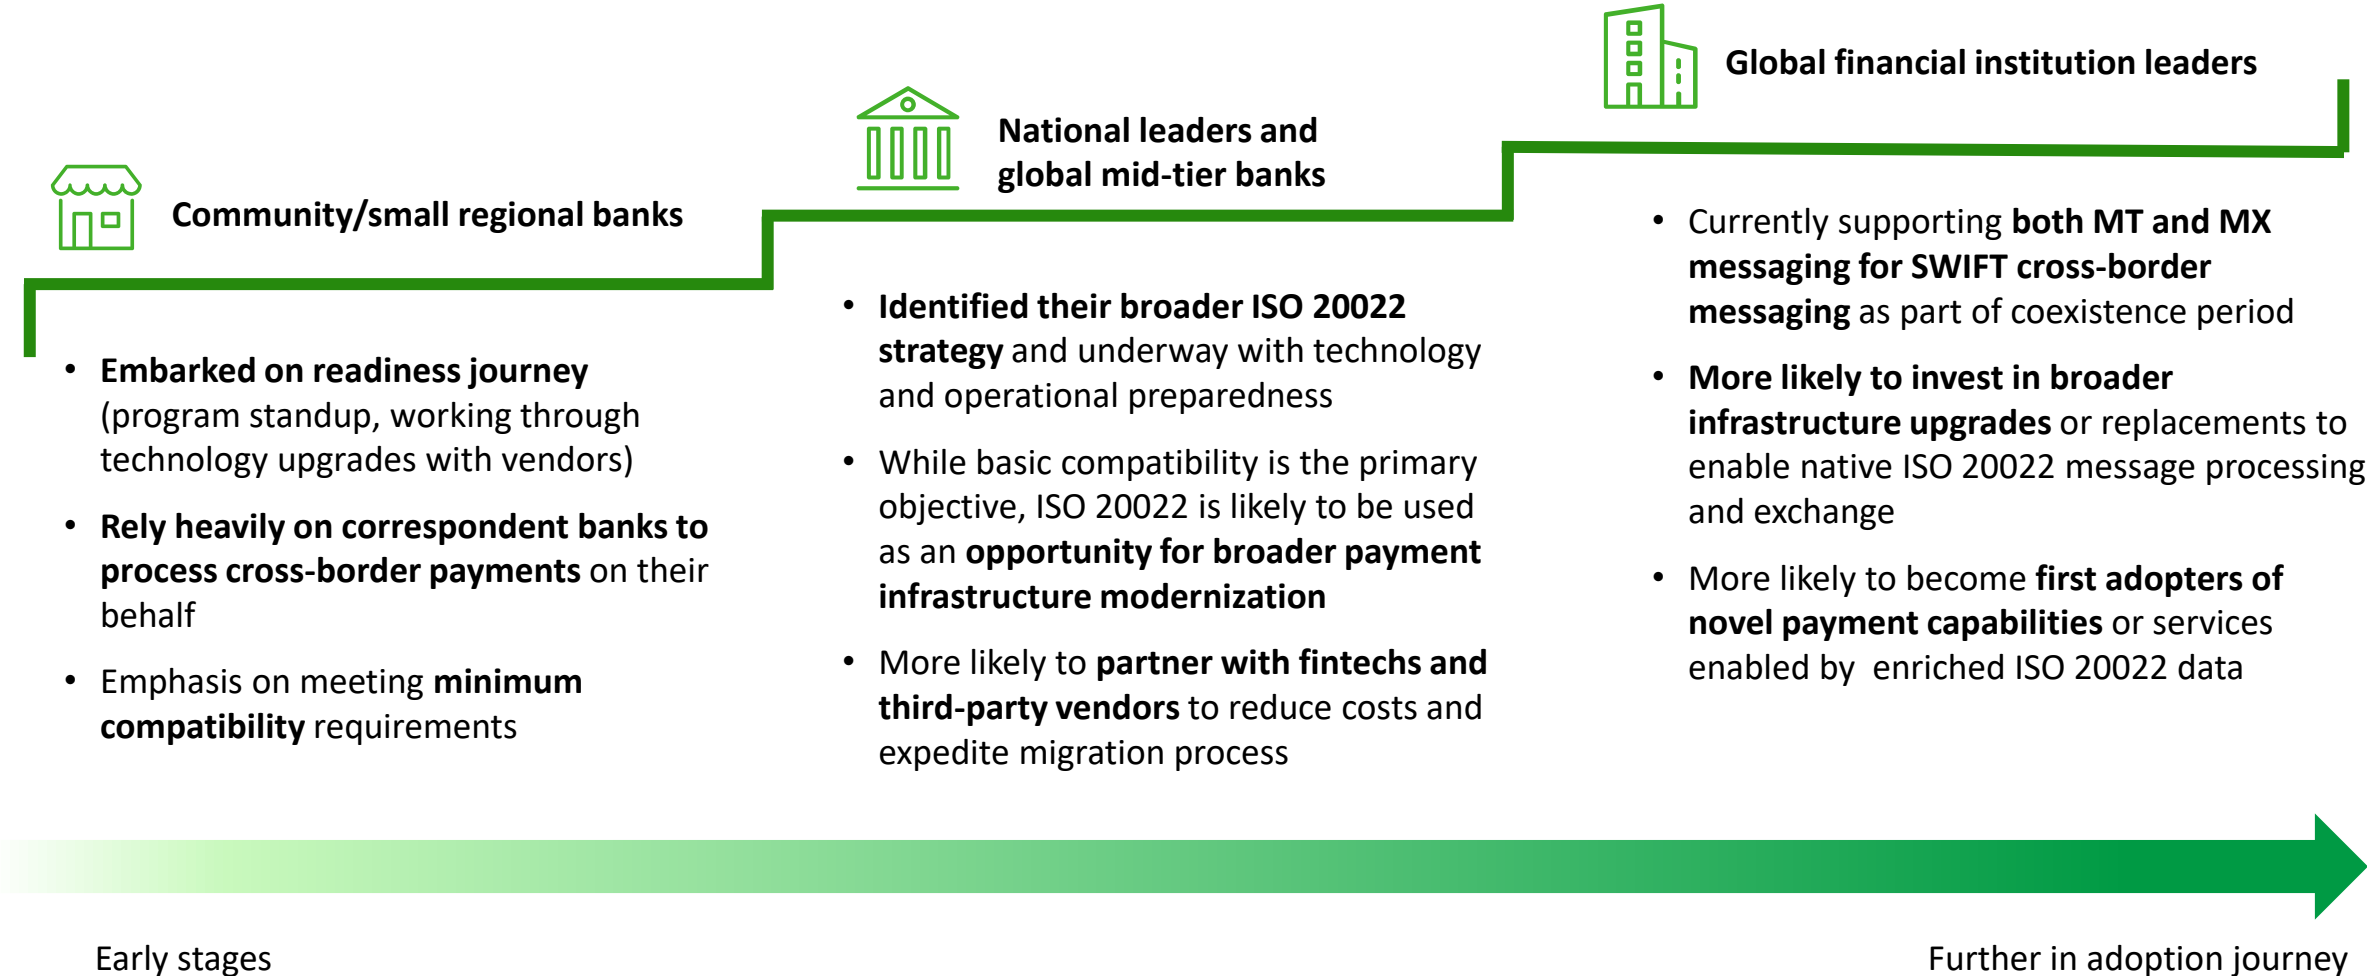 Community/small regional banks
• Embarked on readiness journey
(program standup, working through
technology upgrades with vendors)
• Rely heavily on correspondent banks to
process cross-border payments on their
behalf
• Emphasis on meeting minimum
compatibility requirements
National leaders and
global mid-tier banks
• Identified their broader ISO 20022
strategy and underway with technology
and operational preparedness
• While basic compatibility is the primary
objective, ISO 20022 is likely to be used
as an opportunity for broader payment
infrastructure modernization
• More likely to partner with fintechs and
third-party vendors to reduce costs and
expedite migration process
Global financial institution leaders
• Currently supporting both MT and MX
messaging for SWIFT cross-border
messaging as part of coexistence period
• More likely to invest in broader
infrastructure upgrades or replacements to
enable native ISO 20022 message processing
and exchange
• More likely to become first adopters of
novel payment capabilities or services
enabled by  enriched ISO 20022 data
Early stages
Further in adoption journey